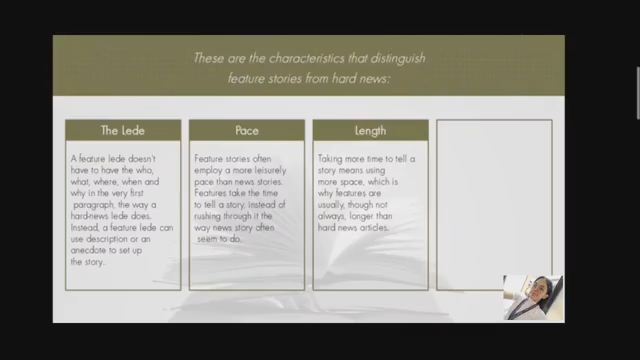 These are the characteristics that distinguish
feature stories from hard news:
The Lede
A feature lede doesn't
have to have the who,
what, where, when and
why in the very first
paragraph, the way a
hard-news lede does.
Instead, a feature lede can
use description or an
anecdote to set up
the story.
Pace
Feature stories often
employ a more leisurely
pace than news stories.
Features take the time
to tell a story, instead of
rushing through it the
way news story often
seem to do.
Length
Taking more time to tell a
story means using
more space, which is
why features are
usually, though not
always, longer than
hard news articles.